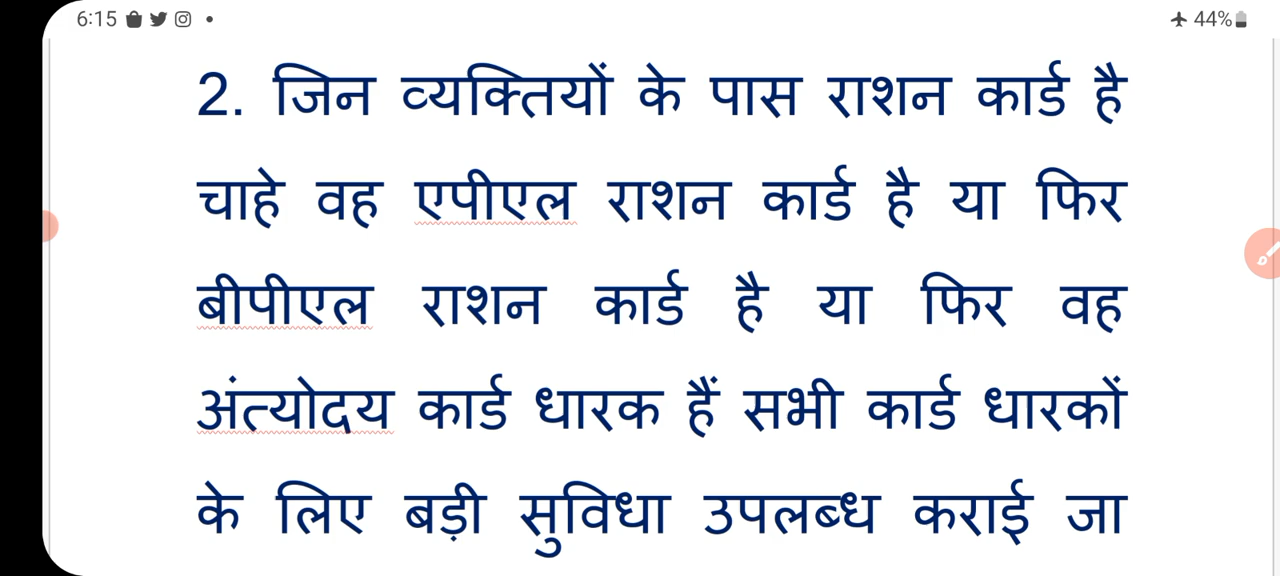 6:15
44%
2. जिन व्यक्तियों के पास राशन कार्ड है
चाहे वह एपीएल राशन कार्ड है या फिर
बीपीएल राशन कार्ड है या फिर वह
अंत्योदय कार्ड धारक हैं सभी कार्ड धारकों
के लिए बड़ी सुविधा उपलब्ध कराई जा